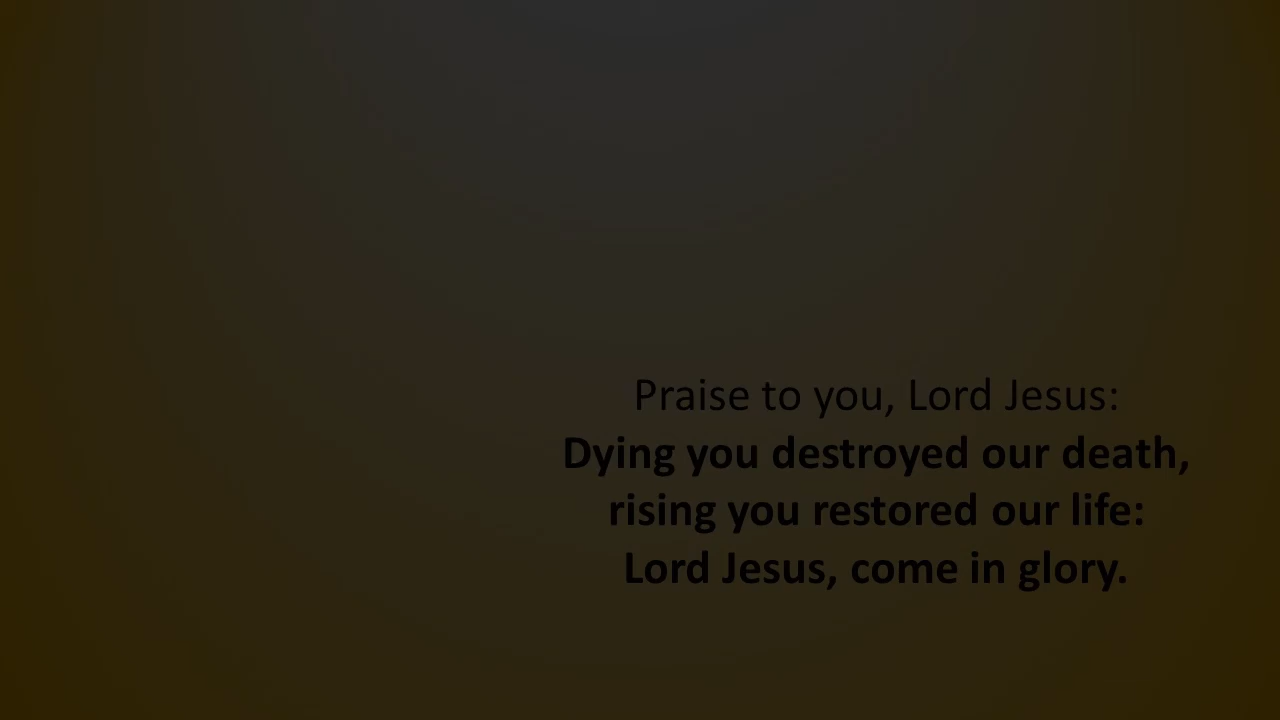 Praise to you, Lord Jesus:
Dying you destroyed our death,
rising you restored our life:
Lord Jesus, come in glory.